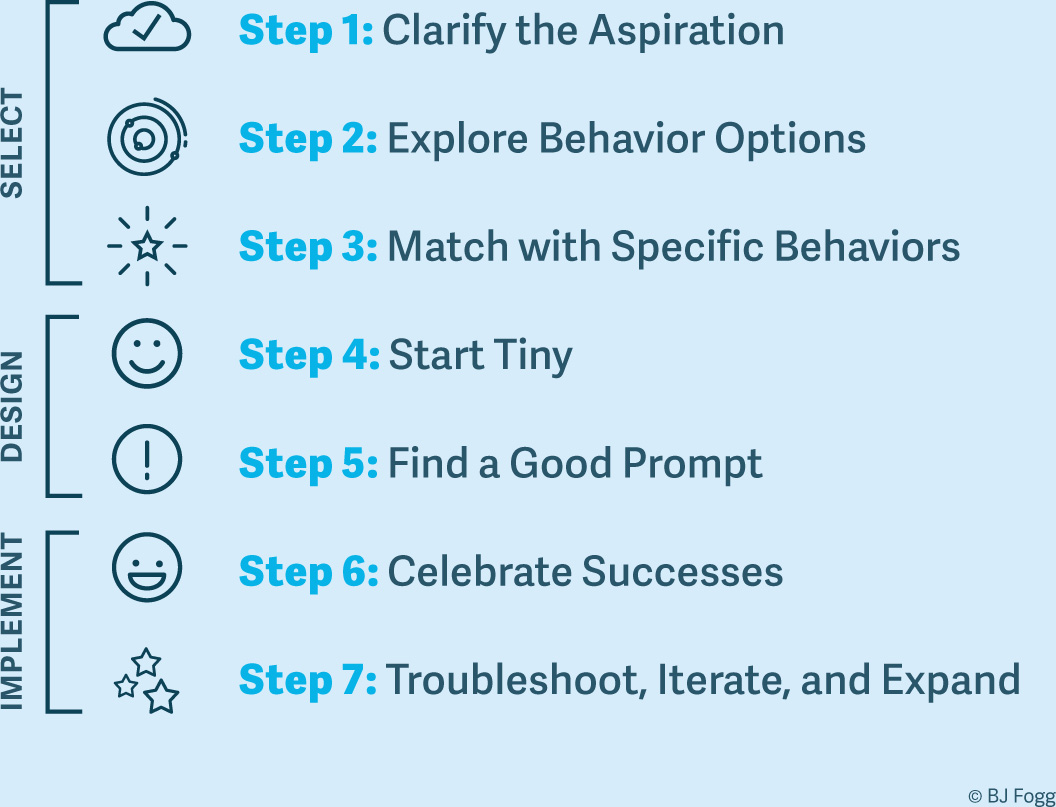 SELECT
Step 1: Clarify the Aspiration
Step 2: Explore Behavior Options
Step 3: Match with Specific Behaviors
DESIGN
Step 4: Start Tiny
Step 5: Find a Good Prompt
IMPLEMENT
Step 6: Celebrate Successes
Step 7: Troubleshoot, Iterate, and Expand
© BJ Fogg